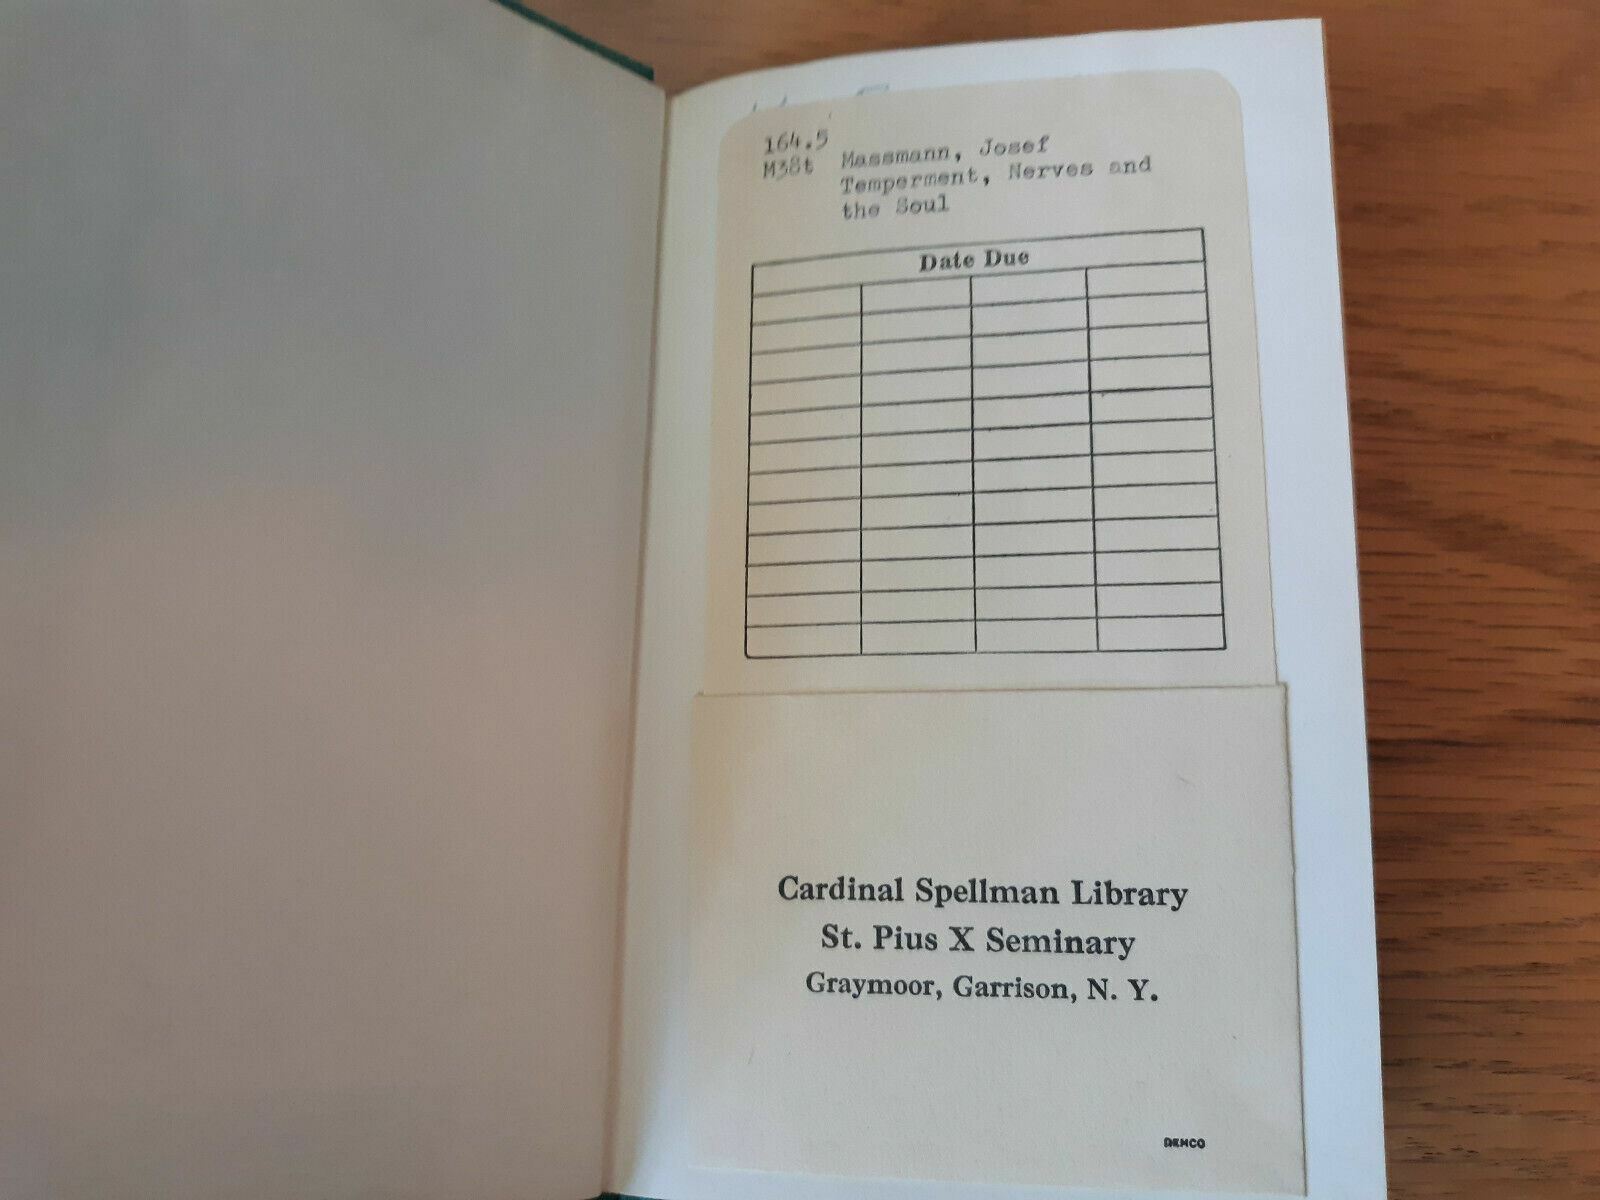 164.5
M38t
Massmann, Josef
Temperment, Nerves and
the Soul
Date Due
Cardinal Spellman Library
St. Pius X Seminary
Graymoor, Garrison, N. Y.
DEMCO